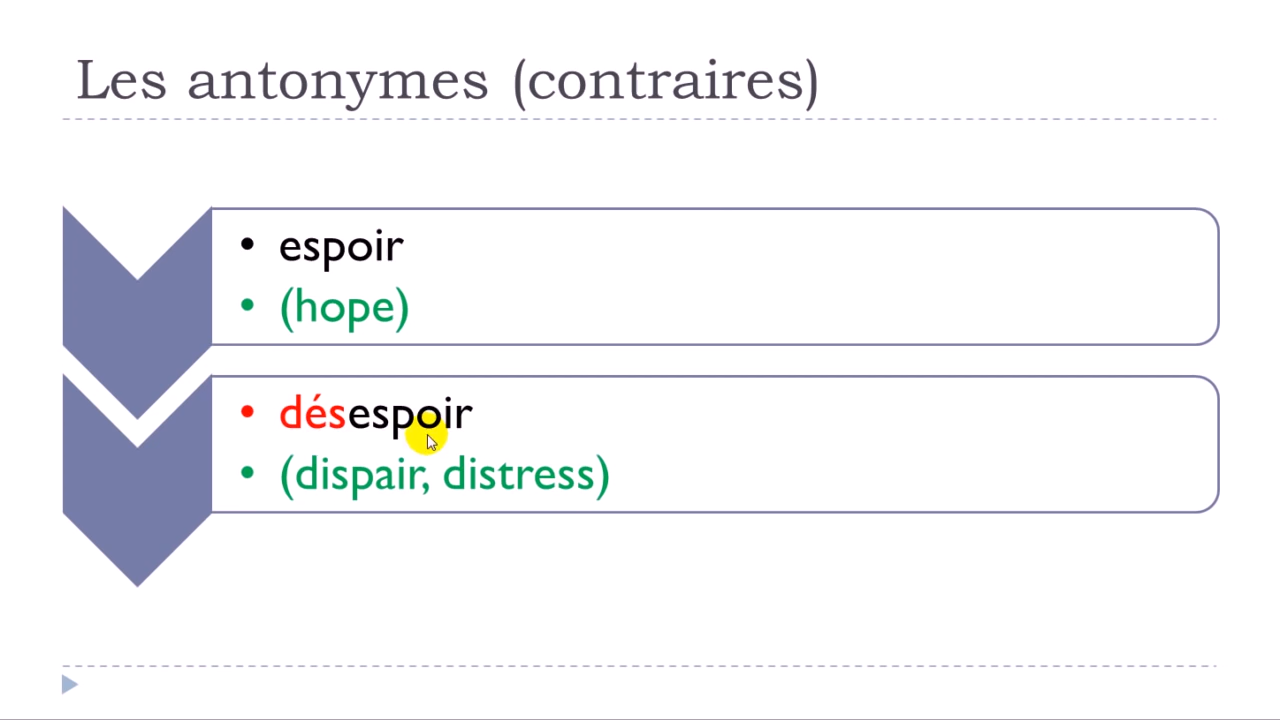 Les antonymes (contraires)
• espoir
• (hope)
• désespoir
• (dispair, distress)